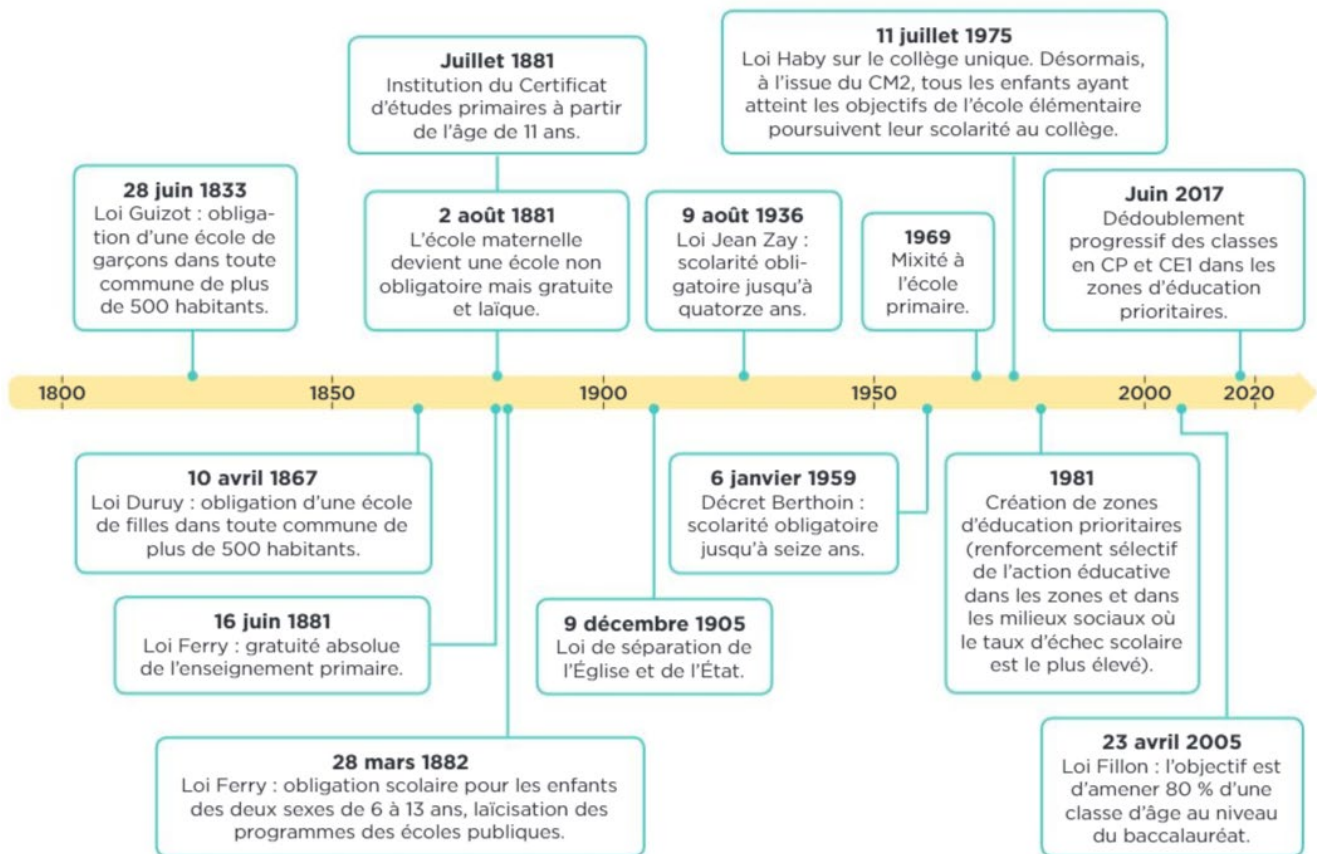 11 juillet 1975
Loi Haby sur le collège unique. Désormais,
à l'issue du CM2, tous les enfants ayant
atteint les objectifs de l'école élémentaire
poursuivent leur scolarité au collège.
Juillet 1881
Institution du Certificat
d'études primaires à partir
de l'âge de 11 ans.
28 juin 1833
Loi Guizot : obliga-
tion d'une école de
garçons dans toute
commune de plus
de 500 habitants.
2 août 1881
L'école maternelle
devient une école non
obligatoire mais gratuite
et laïque.
9 août 1936
Loi Jean Zay :
scolarité obli-
gatoire jusqu'à
quatorze ans.
1969
Mixité à
l'école
primaire.
Juin 2017
Dédoublement
progressif des classes
en CP et CE1 dans les
zones d'éducation
prioritaires.
1800 1850 1900 1950 2000 2020
10 avril 1867
Loi Duruy : obligation d'une école
de filles dans toute commune de
plus de 500 habitants.
6 janvier 1959
Décret Berthoin :
scolarité obligatoire
jusqu'à seize ans.
1981
Création de zones
d'éducation prioritaires
(renforcement sélectif
de l'action éducative
dans les zones et dans
les milieux sociaux où
le taux d'échec scolaire
est le plus élevé).
16 juin 1881
Loi Ferry : gratuité absolue
de l'enseignement primaire.
9 décembre 1905
Loi de séparation de
l'Église et de l'État.
28 mars 1882
Loi Ferry : obligation scolaire pour les enfants
des deux sexes de 6 à 13 ans, laïcisation des
programmes des écoles publiques.
23 avril 2005
Loi Fillon : l'objectif est
d'amener 80 % d'une
classe d'âge au niveau
du baccalauréat.